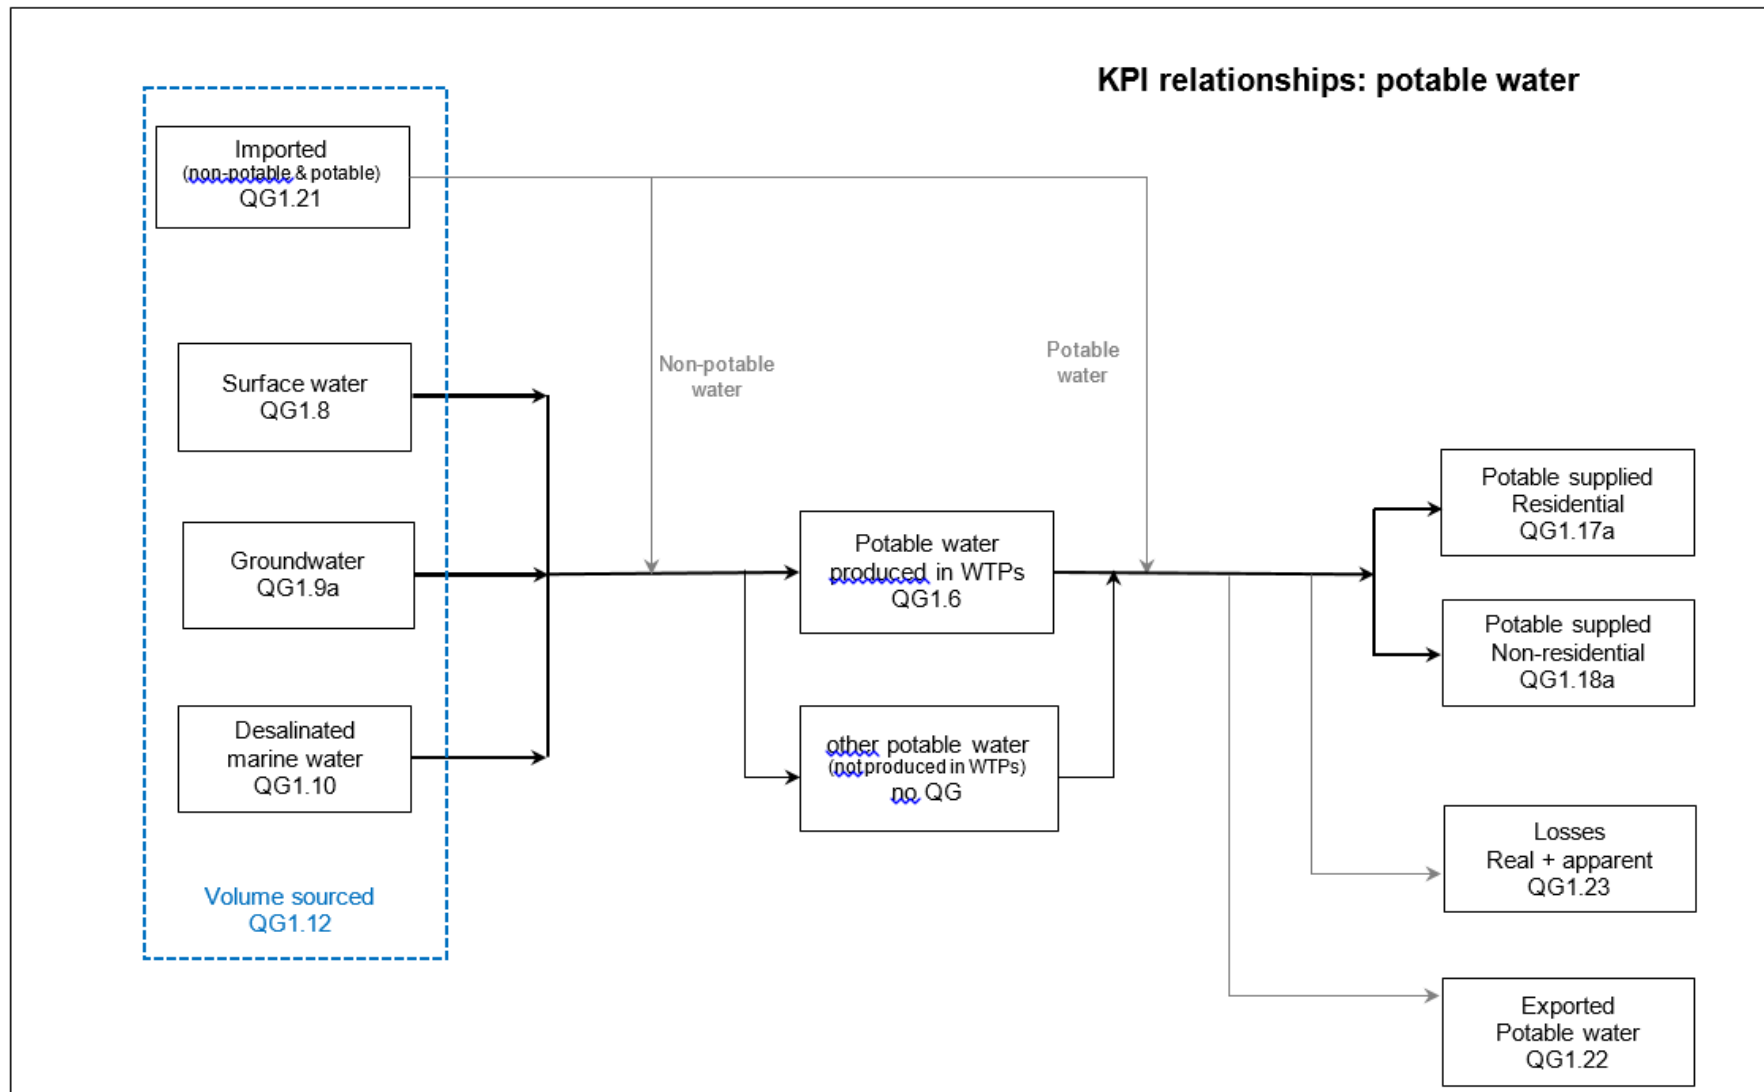 KPI relationships: potable water
Imported
(non-potable & potable)
QG1.21
Surface water
QG1.8
Groundwater
QG1.9a
Desalinated
marine water
QG1.10
Volume sourced
QG1.12
Non-potable
water
Potable
water
Potable water
produced in WTPs
QG1.6
other potable water
(not produced in WTPs)
no QG
Potable supplied
Residential
QG1.17a
Potable suppled
Non-residential
QG1.18a
Losses
Real + apparent
QG1.23
Exported
Potable water
QG1.22